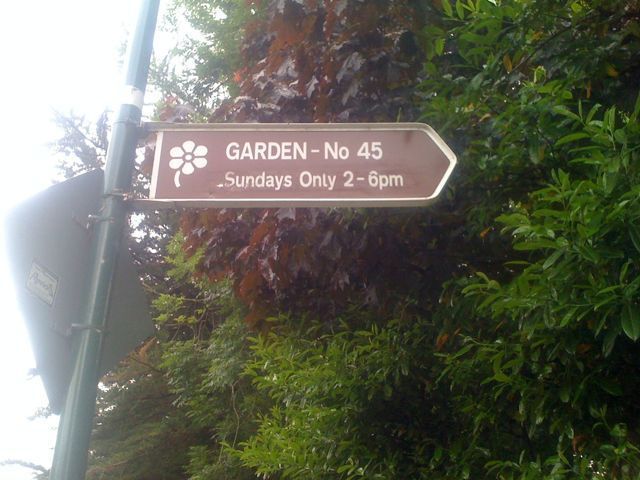 GARDEN - No 45
Sundays Only 2-6pm